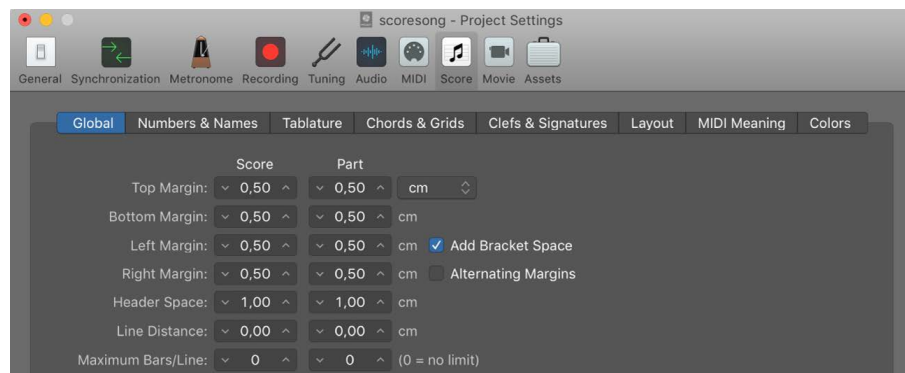 scoresong - Project Settings
General Synchronization Metronome Recording Tuning Audio MIDI Score Movie Assets
Global Numbers & Names Tablature Chords & Grids Clefs & Signatures Layout MIDI Meaning Colors
Score Part
Top Margin: 0,50 0,50 cm
Bottom Margin: 0,50 0,50 cm
Left Margin: 0,50 0,50 cm Add Bracket Space
Right Margin: 0,50 0,50 cm Alternating Margins
Header Space: 1,00 1,00 cm
Line Distance: 0,00 0,00 cm
Maximum Bars/Line: 0 0 (0 = no limit)